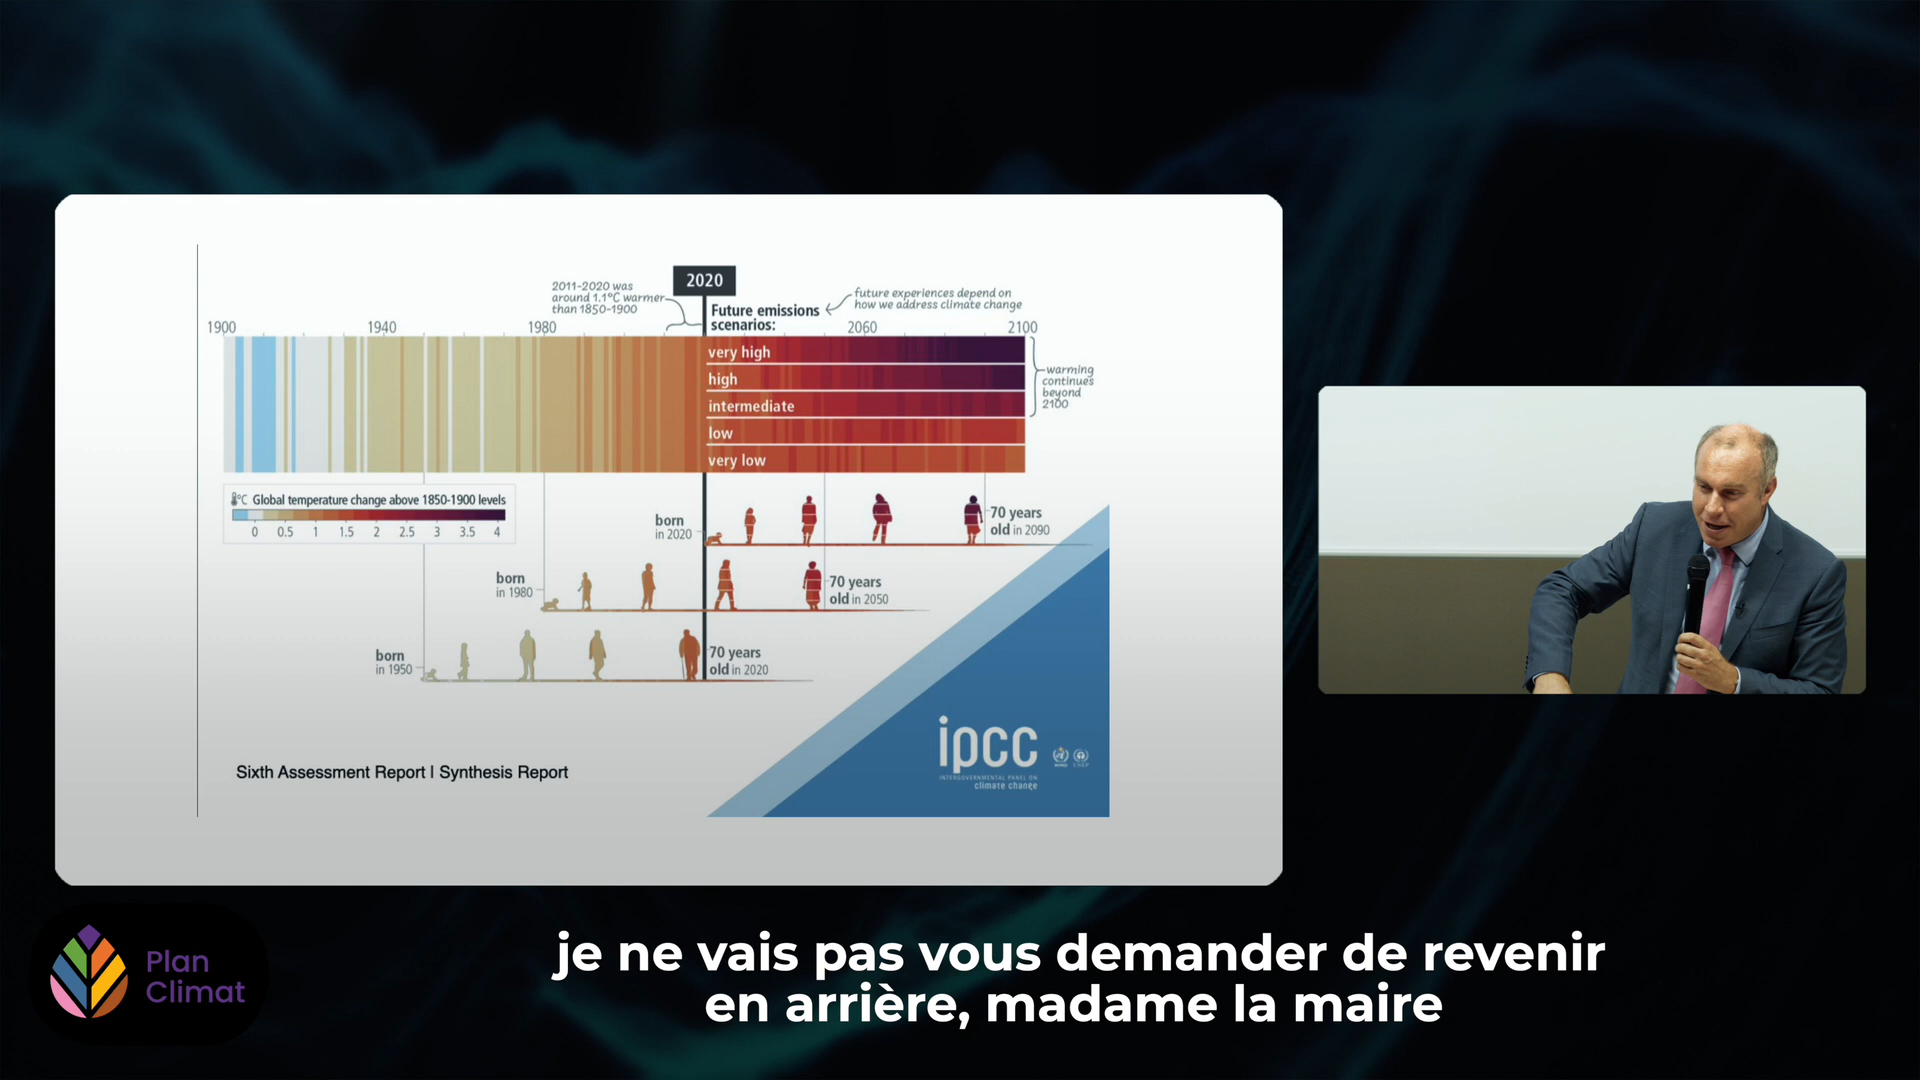 2020
2011-2020 was
around 1.1°C warmer
than 1850-1900
future experiences depend on
how we address climate change
Future emissions
scenarios:
1900
1940
1980
2060
2100
very high
high
intermediate
low
very low
warming
continues
beyond
2100
°C Global temperature change above 1850-1900 levels
0 0.5 1 1.5 2 2.5 3 3.5 4
born
in 2020
70 years
old in 2090
born
in 1980
70 years
old in 2050
born
in 1950
70 years
old in 2020
Sixth Assessment Report | Synthesis Report
ipcc
INTERGOVERNMENTAL PANEL ON
climate change
WMO
UNEP
Plan
Climat
je ne vais pas vous demander de revenir
en arrière, madame la maire